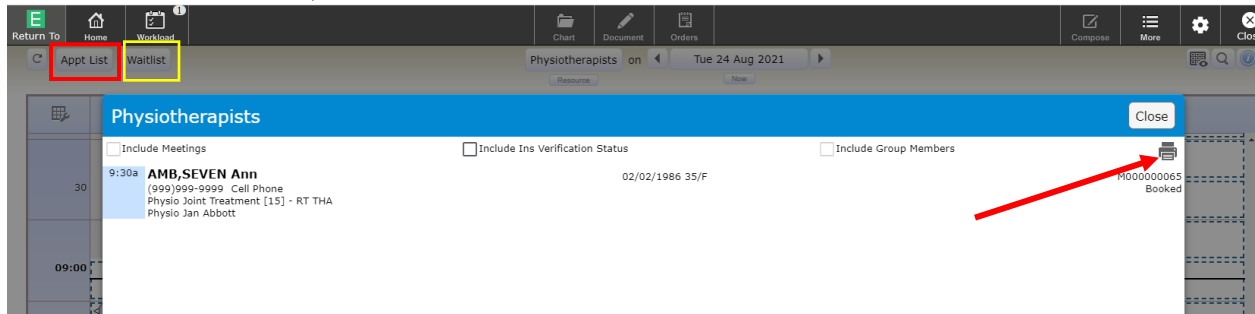 E
1
Return To Home Workload Chart Document Orders Compose More Clos
Appt List Waitlist Physiotherapists on Tue 24 Aug 2021
Resource Now
Physiotherapists Close
Include Meetings Include Ins Verification Status Include Group Members
9:30a AMB,SEVEN Ann 02/02/1986 35/F M000000065
30 (999)999-9999 Cell Phone Booked
Physio Joint Treatment [15] - RT THA
Physio Jan Abbott
09:00